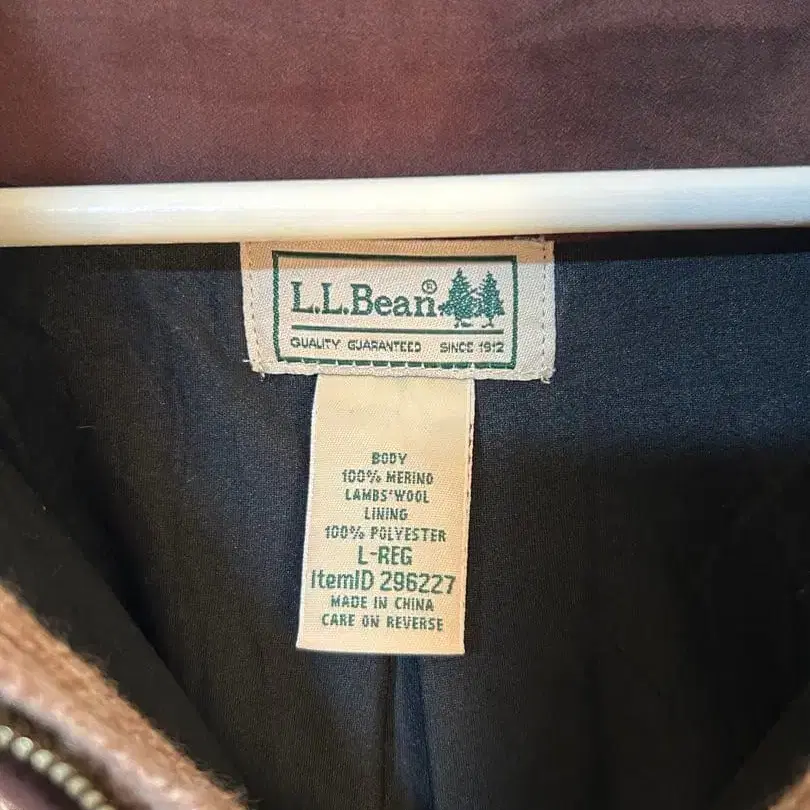 L.L.Bean®
QUALITY GUARANTEED SINCE 1912
BODY
100% MERINO
LAMBS'WOOL
LINING
100% POLYESTER
L-REG
ItemID 296227
MADE IN CHINA
CARE ON REVERSE